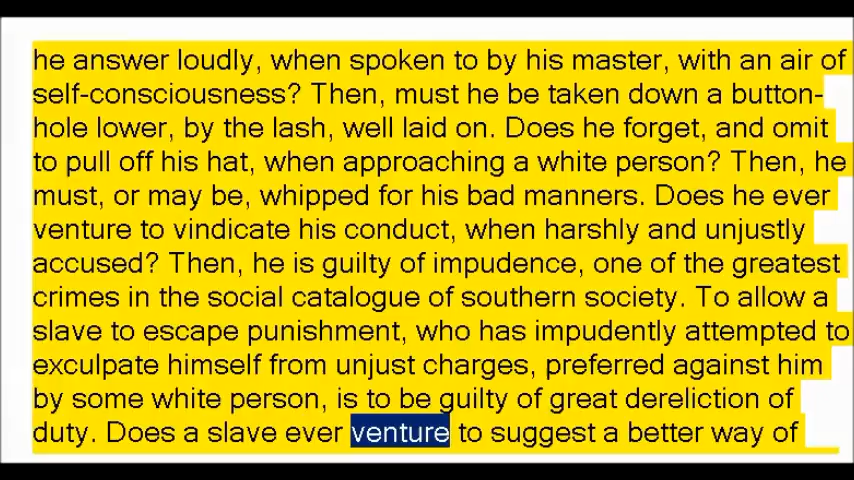 he answer loudly, when spoken to by his master, with an air of
self-consciousness? Then, must he be taken down a button-
hole lower, by the lash, well laid on. Does he forget, and omit
to pull off his hat, when approaching a white person? Then, he
must, or may be, whipped for his bad manners. Does he ever
venture to vindicate his conduct, when harshly and unjustly
accused? Then, he is guilty of impudence, one of the greatest
crimes in the social catalogue of southern society. To allow a
slave to escape punishment, who has impudently attempted to
exculpate himself from unjust charges, preferred against him
by some white person, is to be guilty of great dereliction of
duty. Does a slave ever venture to suggest a better way of